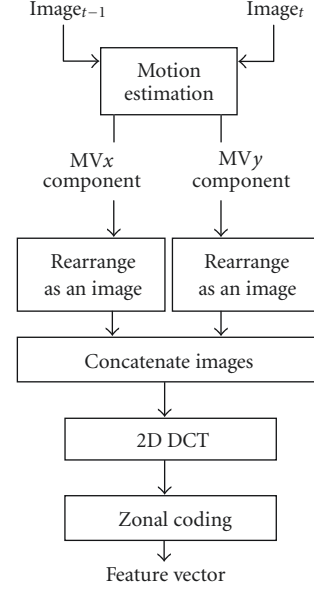 Image_{t−1}
Image_t
Motion
estimation
MVx
component
MVy
component
Rearrange
as an image
Rearrange
as an image
Concatenate images
2D DCT
Zonal coding
Feature vector